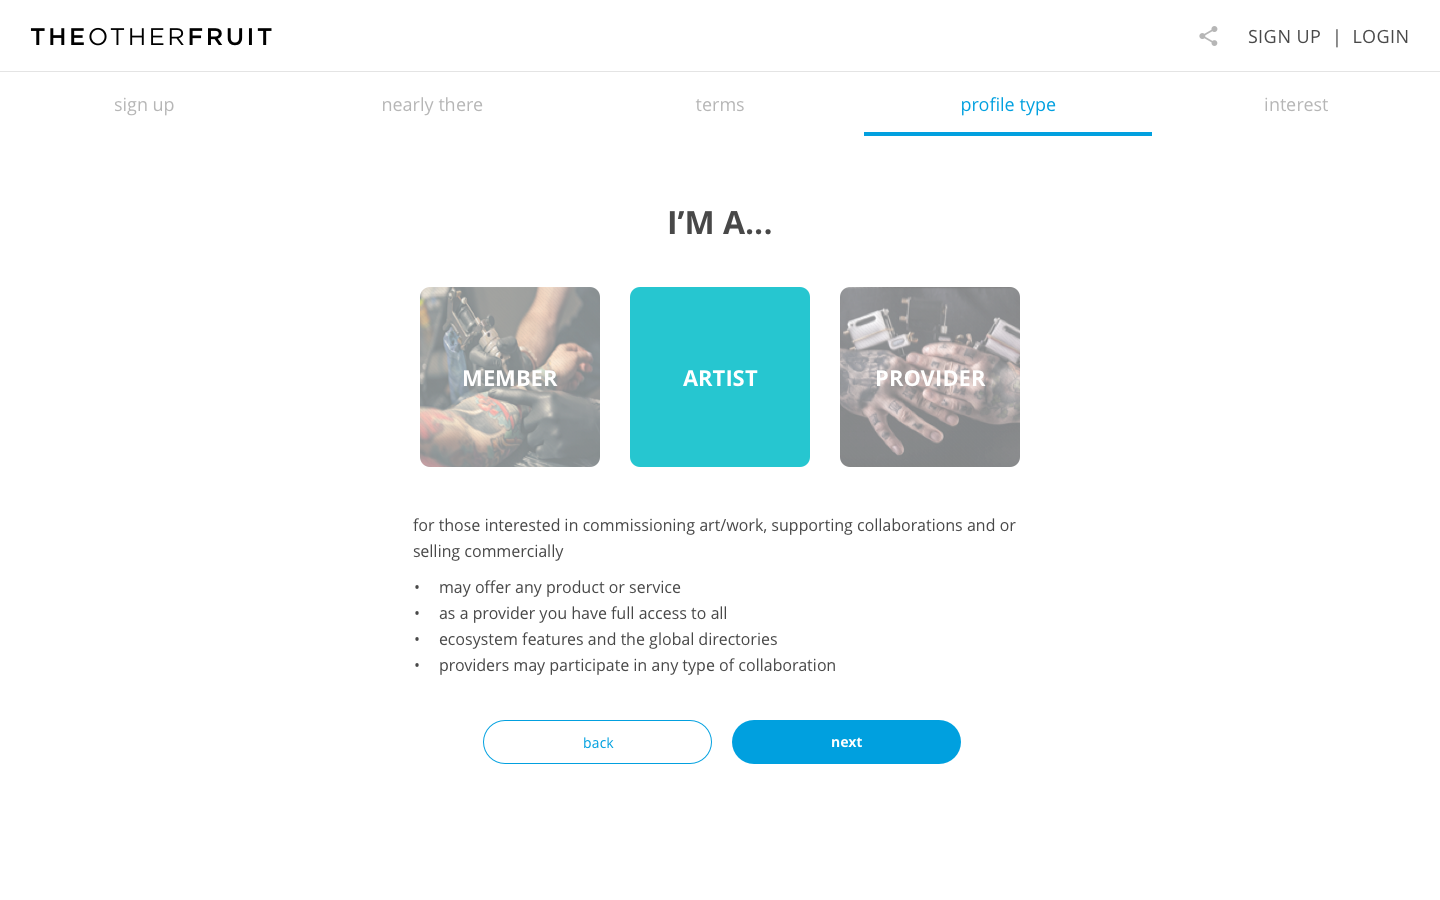 THEOTHERFRUIT
SIGN UP | LOGIN
sign up
nearly there
terms
profile type
interest
I’M A...
MEMBER
ARTIST
PROVIDER
for those interested in commissioning art/work, supporting collaborations and or
selling commercially
• may offer any product or service
• as a provider you have full access to all
• ecosystem features and the global directories
• providers may participate in any type of collaboration
back
next